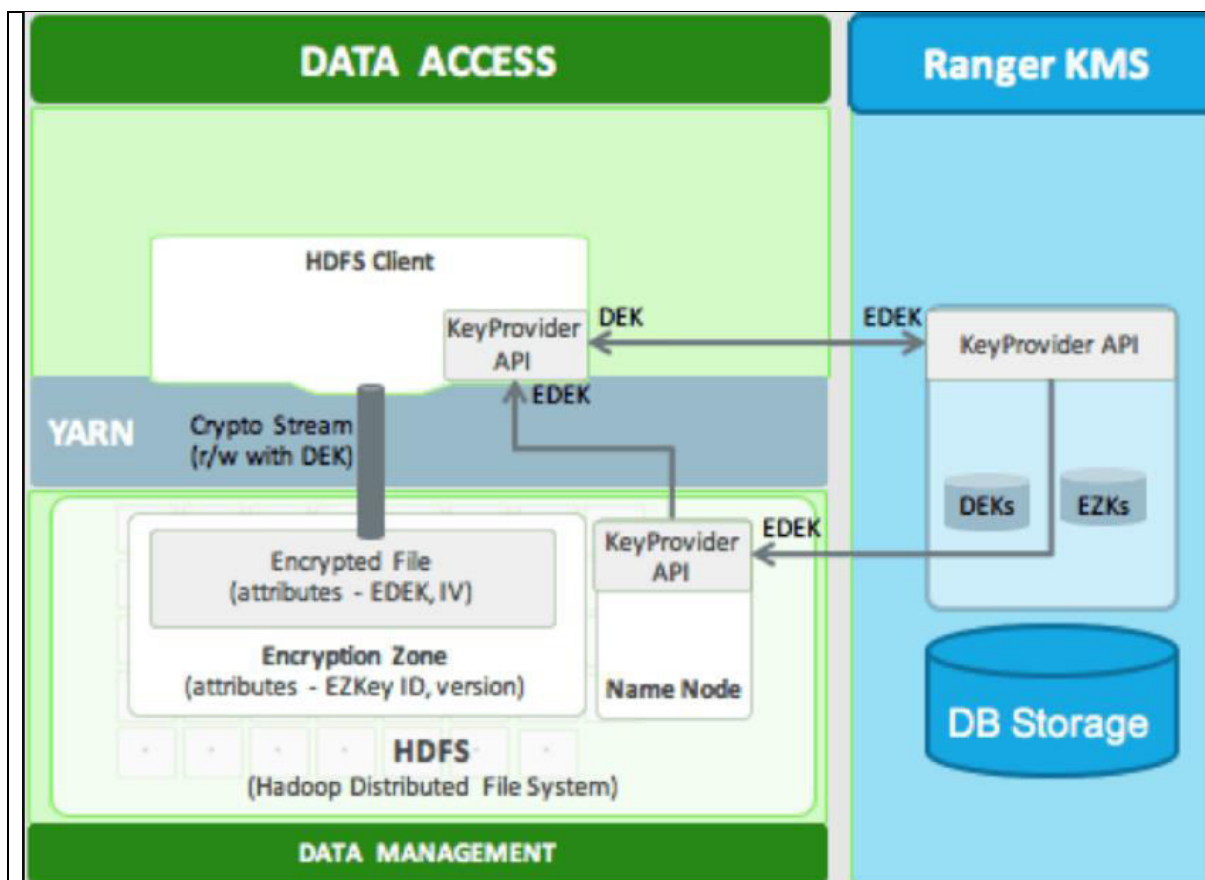 DATA ACCESS
Ranger KMS
HDFS Client
KeyProvider
API
DEK
EDEK
KeyProvider API
EDEK
YARN
Crypto Stream
(r/w with DEK)
DEKs
EZKs
EDEK
KeyProvider
API
Encrypted File
(attributes - EDEK, IV)
Encryption Zone
(attributes - EZKey ID, version)
Name Node
DB Storage
HDFS
(Hadoop Distributed File System)
DATA MANAGEMENT